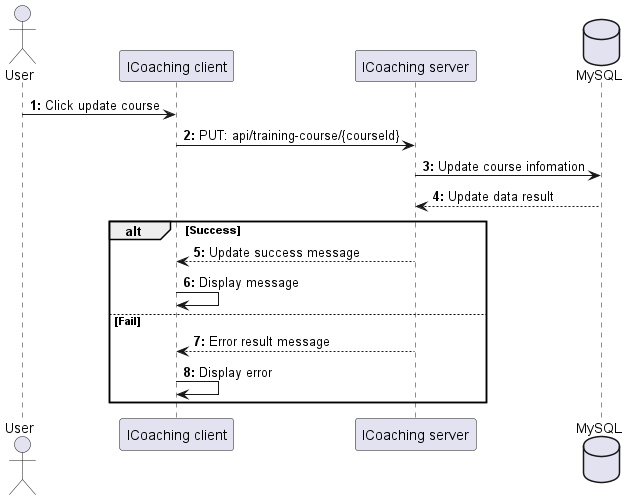 User
ICoaching client
ICoaching server
MySQL
1: Click update course
2: PUT: api/training-course/{courseId}
3: Update course infomation
4: Update data result
alt [Success]
5: Update success message
6: Display message
[Fail]
7: Error result message
8: Display error
User
ICoaching client
ICoaching server
MySQL